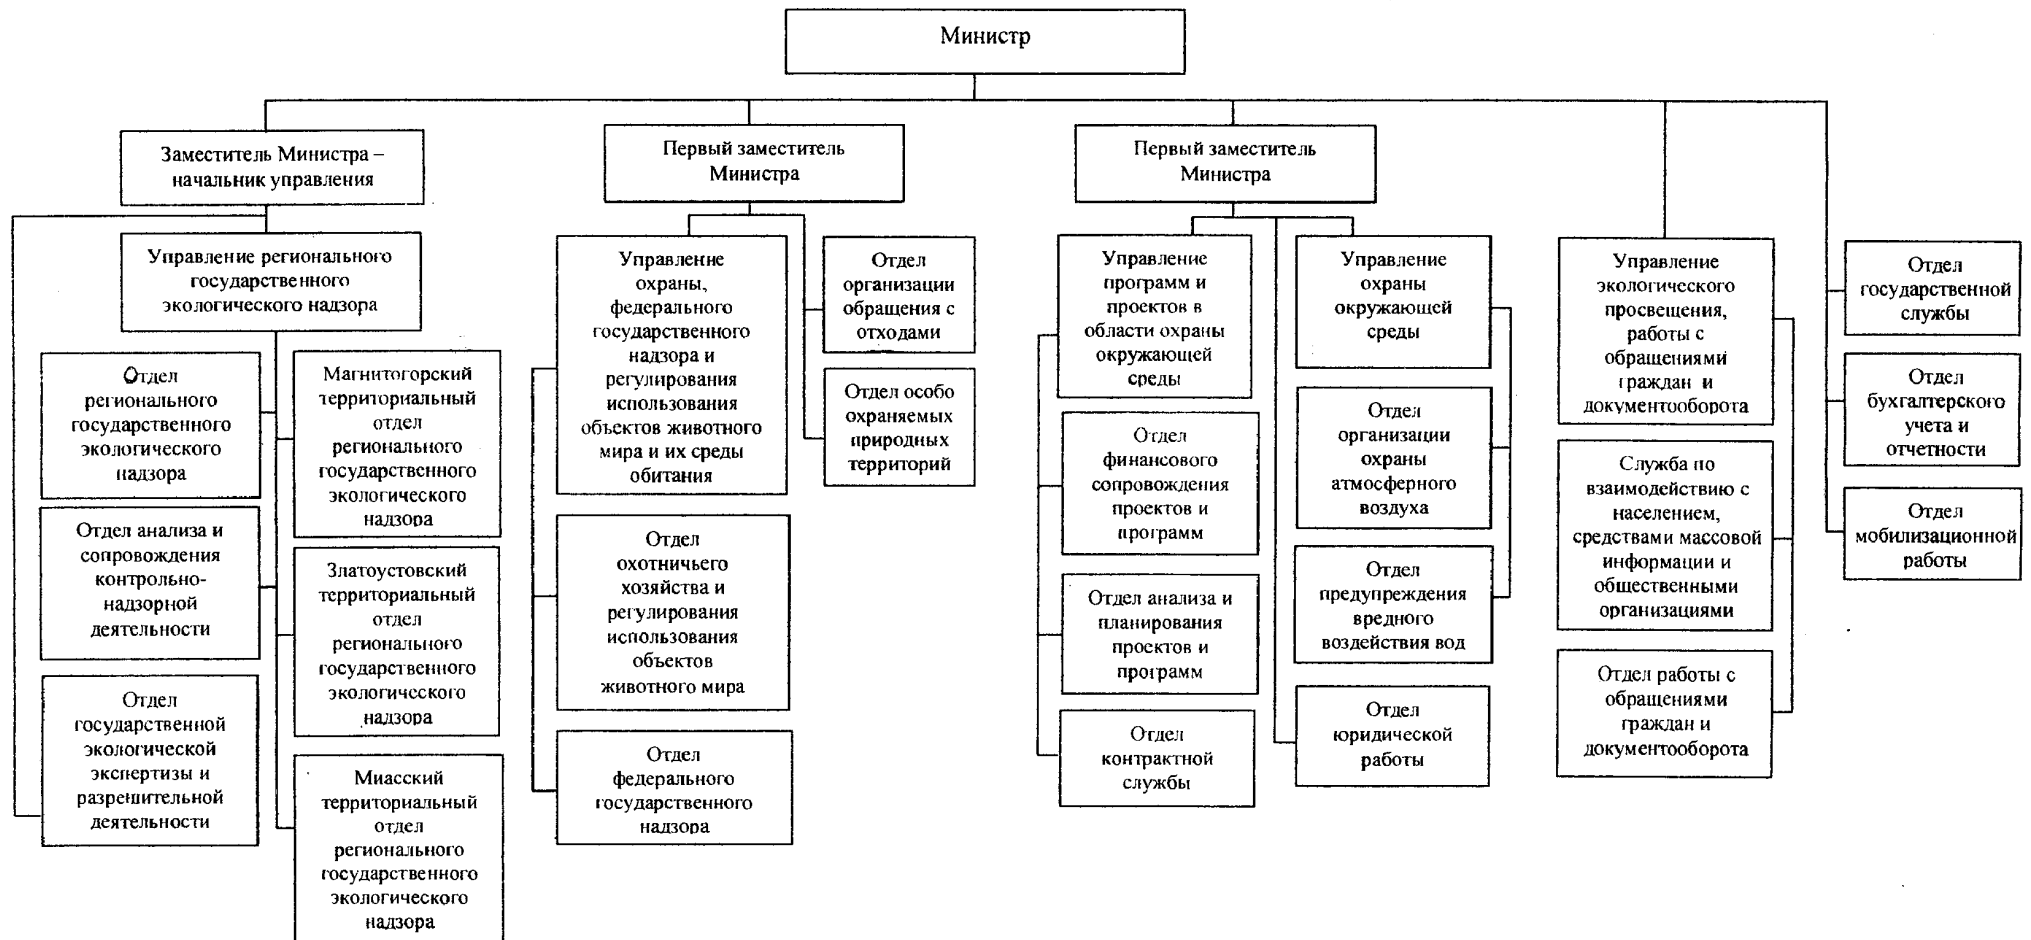 Министр
Заместитель Министра –
начальник управления
Первый заместитель
Министра
Первый заместитель
Министра
Управление регионального
государственного
экологического надзора
Отдел
регионального
государственного
экологического
надзора
Отдел анализа и
сопровождения
контрольно-
надзорной
деятельности
Отдел
государственной
экологической
экспертизы и
разрешительной
деятельности
Магнитогорский
территориальный
отдел
регионального
государственного
экологического
надзора
Златоустовский
территориальный
отдел
регионального
государственного
экологического
надзора
Миасский
территориальный
отдел
регионального
государственного
экологического
надзора
Управление
охраны,
федерального
государственного
надзора и
регулирования
использования
объектов животного
мира и их среды
обитания
Отдел
охотничьего
хозяйства и
регулирования
использования
объектов
животного мира
Отдел
федерального
государственного
надзора
Отдел
организации
обращения с
отходами
Отдел особо
охраняемых
природных
территорий
Управление
программ и
проектов в
области охраны
окружающей
среды
Отдел
финансового
сопровождения
проектов и
программ
Отдел анализа и
планирования
проектов и
программ
Отдел
контрактной
службы
Управление
охраны
окружающей
среды
Отдел
организации
охраны
атмосферного
воздуха
Отдел
предупреждения
вредного
воздействия вод
Отдел
юридической
работы
Управление
экологического
просвещения,
работы с
обращениями
граждан и
документооборота
Служба по
взаимодействию с
населением,
средствами массовой
информации и
общественными
организациями
Отдел работы с
обращениями
граждан и
документооборота
Отдел
государственной
службы
Отдел
бухгалтерского
учета и
отчетности
Отдел
мобилизационной
работы